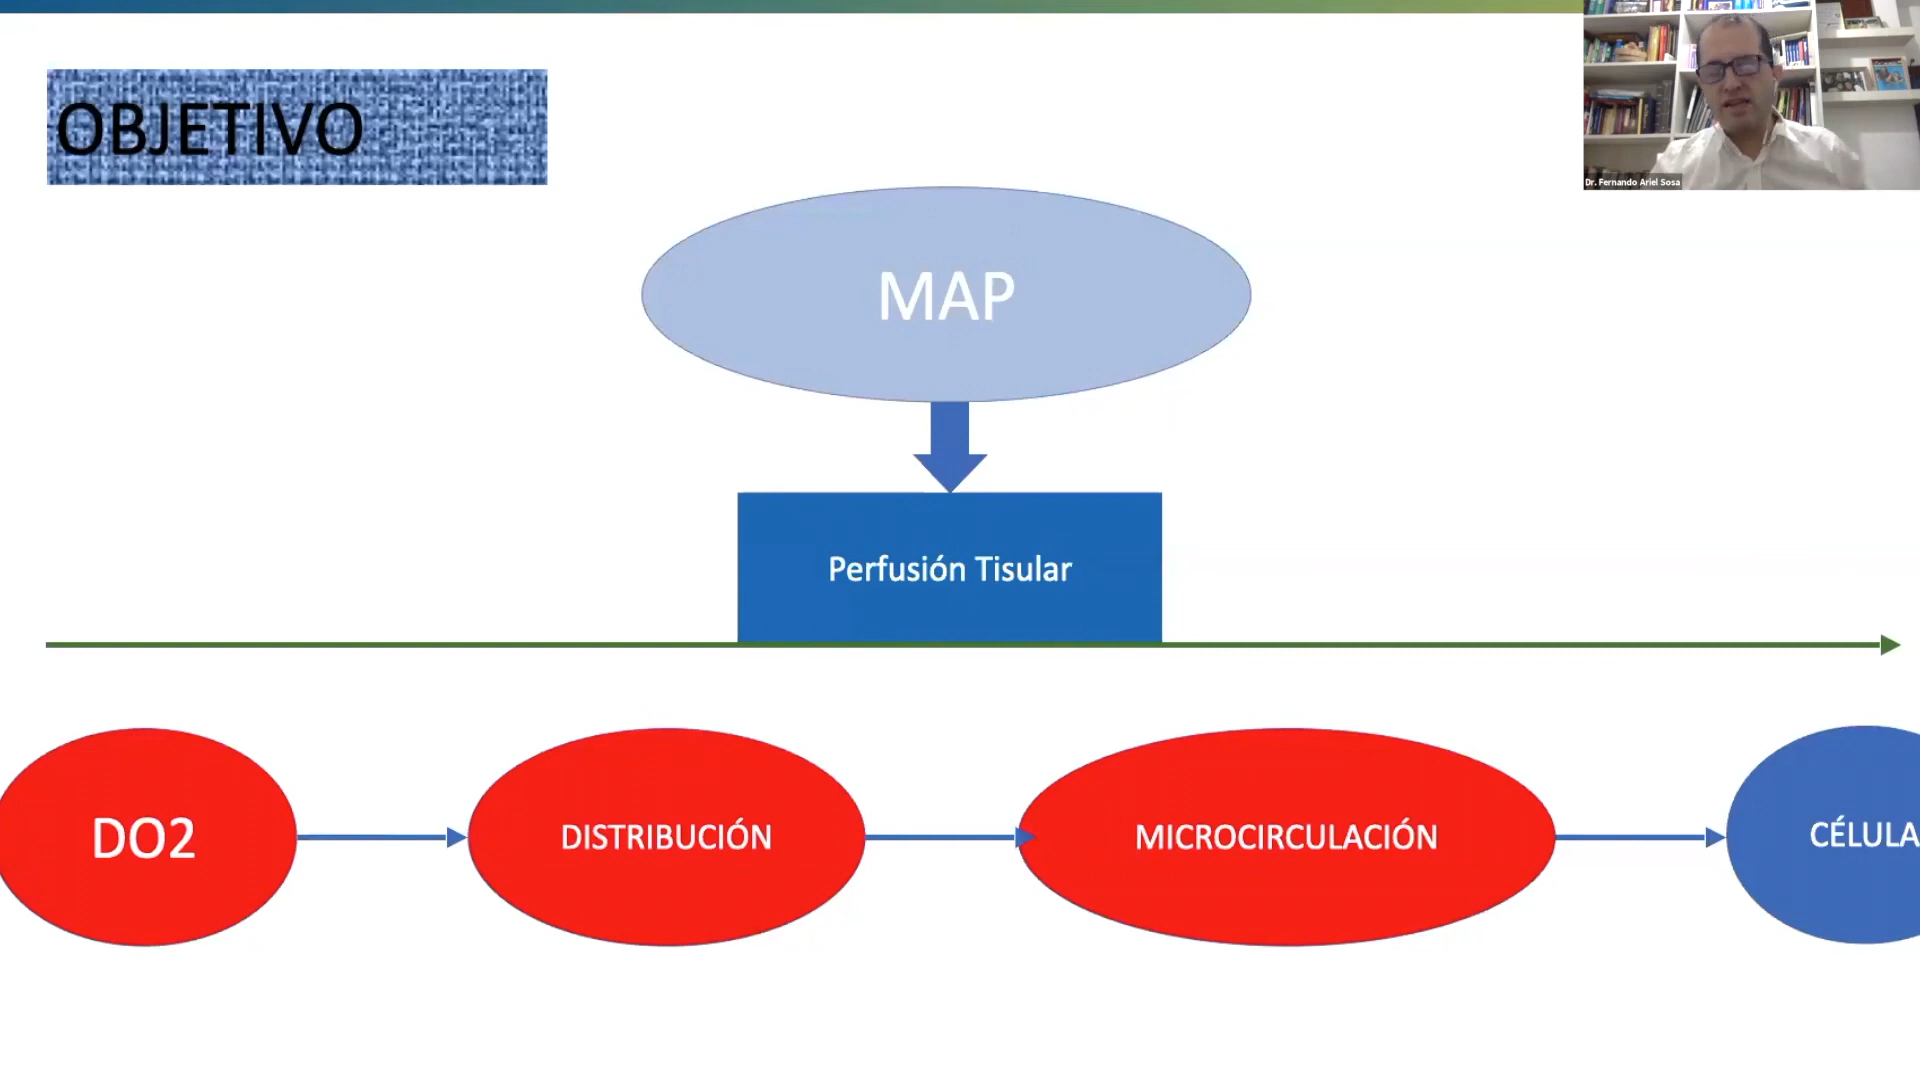 OBJETIVO
Dr. Fernando Ariel Sosa
MAP
Perfusión Tisular
DO2
DISTRIBUCIÓN
MICROCIRCULACIÓN
CÉLULA